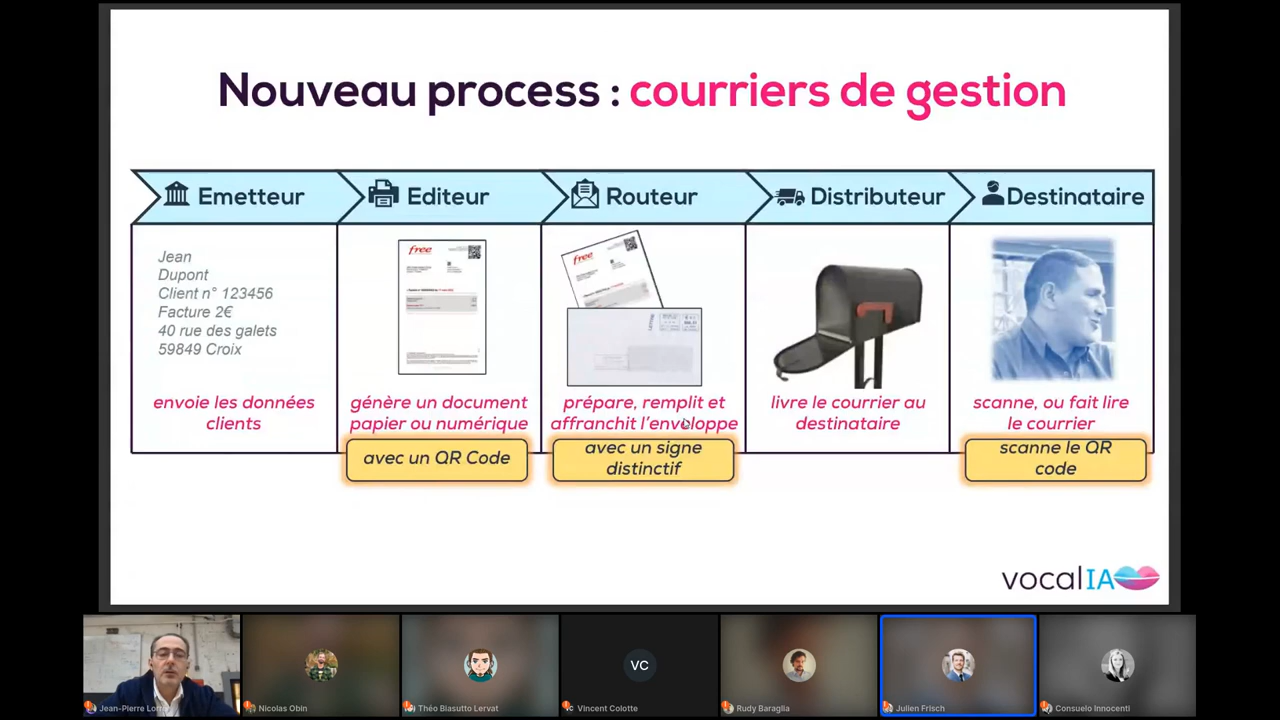 Nouveau process : courriers de gestion
Emetteur
Editeur
Routeur
Distributeur
Destinataire
Jean
Dupont
Client n° 123456
Facture 2€
40 rue des galets
59849 Croix
envoie les données
clients
free
génère un document
papier ou numérique
avec un QR Code
free
prépare, remplit et
affranchit l'enveloppe
avec un signe
distinctif
livre le courrier au
destinataire
scanne, ou fait lire
le courrier
scanne le QR
code
vocalIA
Jean-Pierre
Nicolas Obin
Théo Biasutto Lervat
VC
Vincent Colotte
Rudy Baraglia
Julien Frisch
Consuelo Innocenti